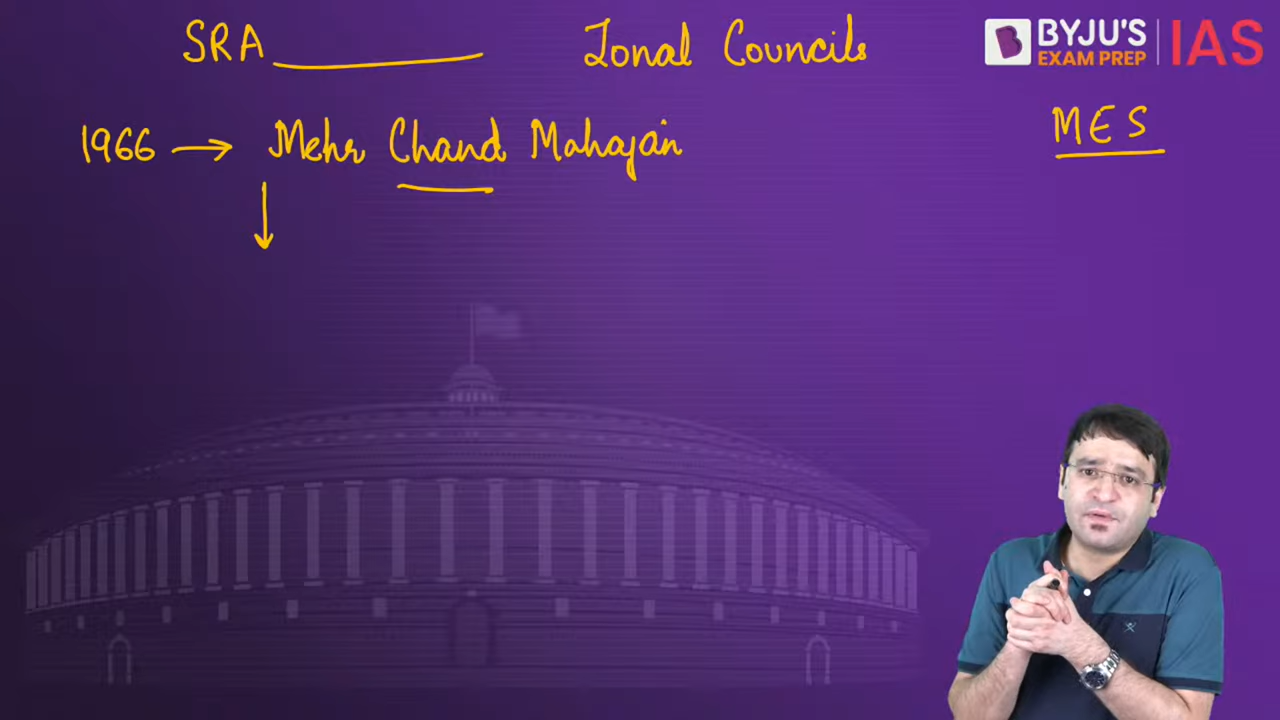 SRA Zonal Councils
BYJU'S
EXAM PREP
IAS
1966 → Mehr Chand Mahajan
MES